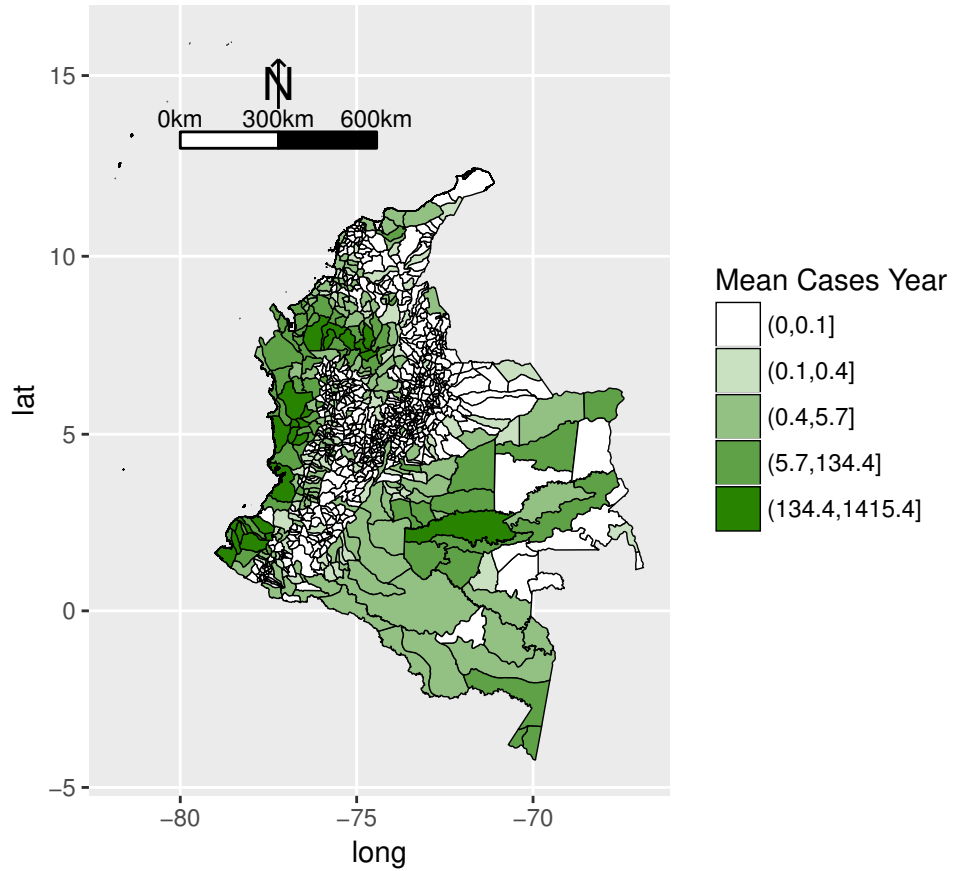 15
N
0km 300km 600km
10
5
0
−5
lat
−80 −75 −70
long
Mean Cases Year
(0,0.1]
(0.1,0.4]
(0.4,5.7]
(5.7,134.4]
(134.4,1415.4]